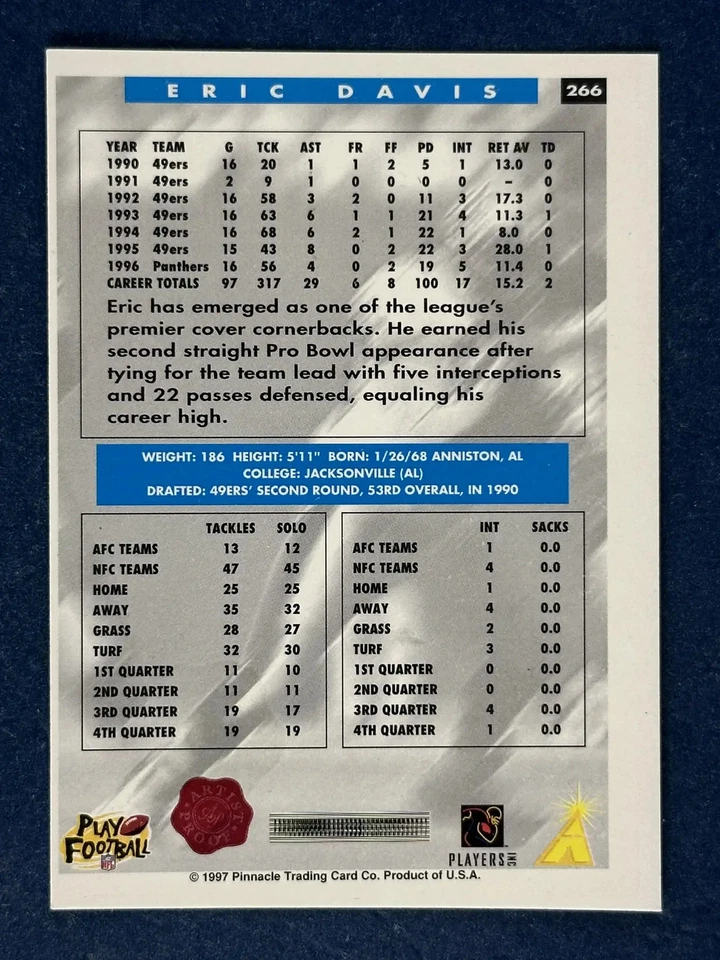 ERIC DAVIS 266
YEAR TEAM G TCK AST FR FF PD INT RET AV TD
1990 49ers 16 20 1 1 2 5 1 13.0 0
1991 49ers 2 9 1 0 0 0 0 – 0
1992 49ers 16 58 3 2 0 11 3 17.3 0
1993 49ers 16 63 6 1 1 21 4 11.3 1
1994 49ers 16 68 6 2 1 22 1 8.0 0
1995 49ers 15 43 8 0 2 22 3 28.0 1
1996 Panthers 16 56 4 0 2 19 5 11.4 0
CAREER TOTALS 97 317 29 6 8 100 17 15.2 2
Eric has emerged as one of the league's
premier cover cornerbacks. He earned his
second straight Pro Bowl appearance after
tying for the team lead with five interceptions
and 22 passes defensed, equaling his
career high.
WEIGHT: 186 HEIGHT: 5'11" BORN: 1/26/68 ANNISTON, AL
COLLEGE: JACKSONVILLE (AL)
DRAFTED: 49ERS' SECOND ROUND, 53RD OVERALL, IN 1990
TACKLES SOLO
AFC TEAMS 13 12
NFC TEAMS 47 45
HOME 25 25
AWAY 35 32
GRASS 28 27
TURF 32 30
1ST QUARTER 11 10
2ND QUARTER 11 11
3RD QUARTER 19 17
4TH QUARTER 19 19
INT SACKS
AFC TEAMS 1 0.0
NFC TEAMS 4 0.0
HOME 1 0.0
AWAY 4 0.0
GRASS 2 0.0
TURF 3 0.0
1ST QUARTER 0 0.0
2ND QUARTER 0 0.0
3RD QUARTER 4 0.0
4TH QUARTER 1 0.0
PLAY
FOOTBALL
NFL
ARTIST
AP
PROOF
PLAYERS INC
© 1997 Pinnacle Trading Card Co. Product of U.S.A.